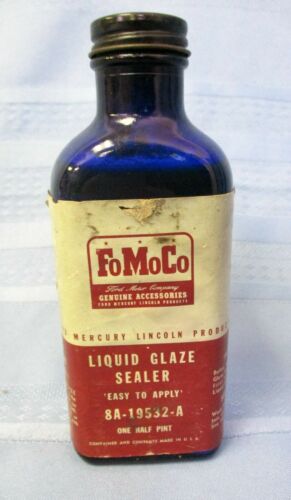 FoMoCo
Ford Motor Company
GENUINE ACCESSORIES
FORD MERCURY LINCOLN PRODUCTS
MERCURY LINCOLN PRODU
LIQUID GLAZE
SEALER
'EASY TO APPLY'
8A-19532-A
ONE HALF PINT
CONTAINER AND CONTENTS MADE IN U.S.A.